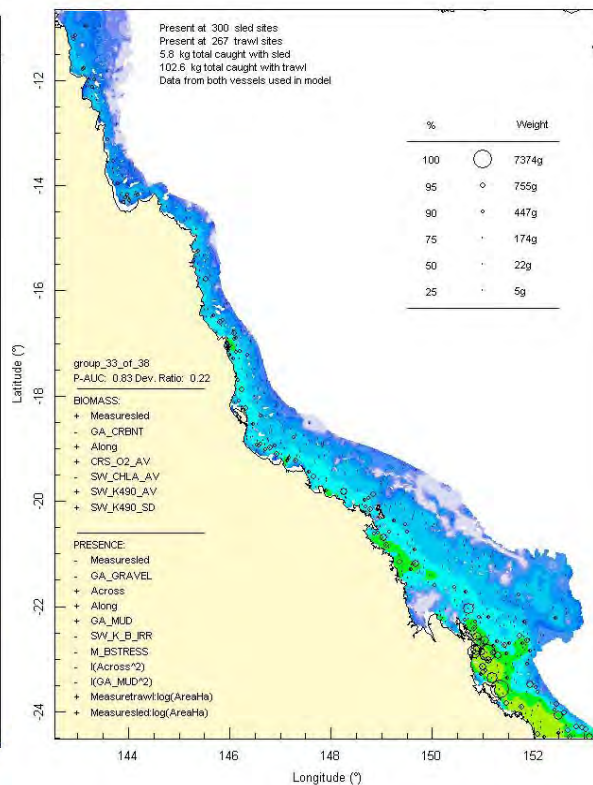 Present at 300 sled sites
Present at 267 trawl sites
5.8 kg total caught with sled
102.6 kg total caught with trawl
Data from both vessels used in model
% Weight
100 7374g
95 755g
90 447g
75 174g
50 22g
25 5g
group_33_of_38
P-AUC: 0.83 Dev. Ratio: 0.22
BIOMASS:
+ Measuresled
- GA_CRBNT
+ Along
+ CRS_O2_AV
- SW_CHLA_AV
+ SW_K490_AV
+ SW_K490_SD
PRESENCE:
- Measuresled
- GA_GRAVEL
+ Across
+ Along
+ GA_MUD
- SW_K_B_IRR
- M_BSTRESS
- I(Across^2)
- I(GA_MUD^2)
+ Measuretrawl:log(AreaHa)
+ Measuresled:log(AreaHa)
Latitude (°)
-12
-14
-16
-18
-20
-22
-24
144 146 148 150 152
Longitude (°)